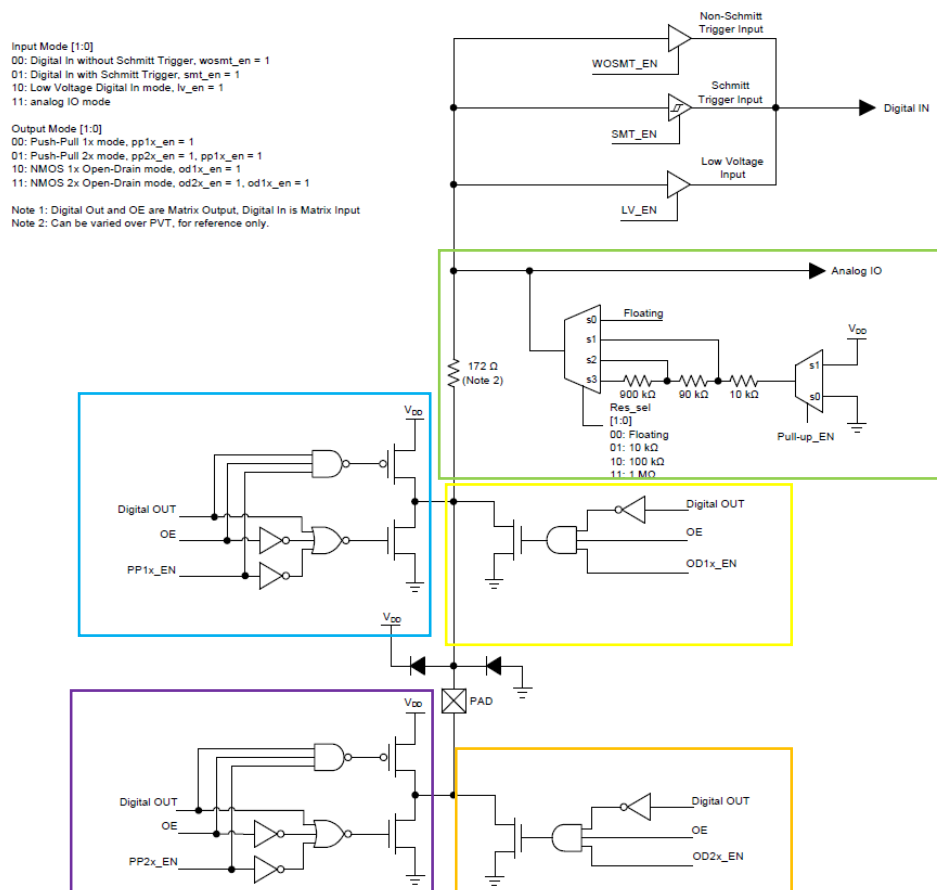 Input Mode [1:0]
00: Digital In without Schmitt Trigger, wosmt_en = 1
01: Digital In with Schmitt Trigger, smt_en = 1
10: Low Voltage Digital In mode, lv_en = 1
11: analog IO mode
Output Mode [1:0]
00: Push-Pull 1x mode, pp1x_en = 1
01: Push-Pull 2x mode, pp2x_en = 1, pp1x_en = 1
10: NMOS 1x Open-Drain mode, od1x_en = 1
11: NMOS 2x Open-Drain mode, od2x_en = 1, od1x_en = 1
Note 1: Digital Out and OE are Matrix Output, Digital In is Matrix Input
Note 2: Can be varied over PVT, for reference only.
Non-Schmitt
Trigger Input
WOSMT_EN
Schmitt
Trigger Input
Digital IN
SMT_EN
Low Voltage
Input
LV_EN
Analog IO
Floating
s0
s1
s2
s3
VDD
s1
s0
172 Ω
(Note 2)
900 kΩ
90 kΩ
10 kΩ
Res_sel
[1:0]
00: Floating
01: 10 kΩ
10: 100 kΩ
11: 1 MΩ
Pull-up_EN
VDD
Digital OUT
OE
PP1x_EN
Digital OUT
OE
OD1x_EN
VDD
PAD
VDD
Digital OUT
OE
PP2x_EN
Digital OUT
OE
OD2x_EN